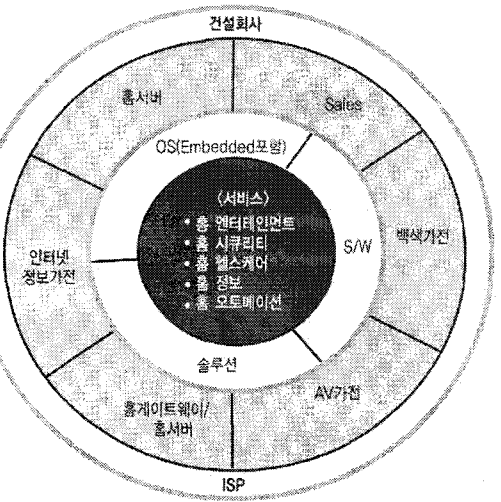 건설회사
홈서버
Sales
OS(Embedded포함)
〈서비스〉
• 홈 엔터테인먼트
• 홈 시큐리티
• 홈 헬스케어
• 홈 정보
• 홈 오토메이션
S/W
백색가전
인터넷
정보가전
솔루션
홈게이트웨이/
홈서버
AV가전
ISP